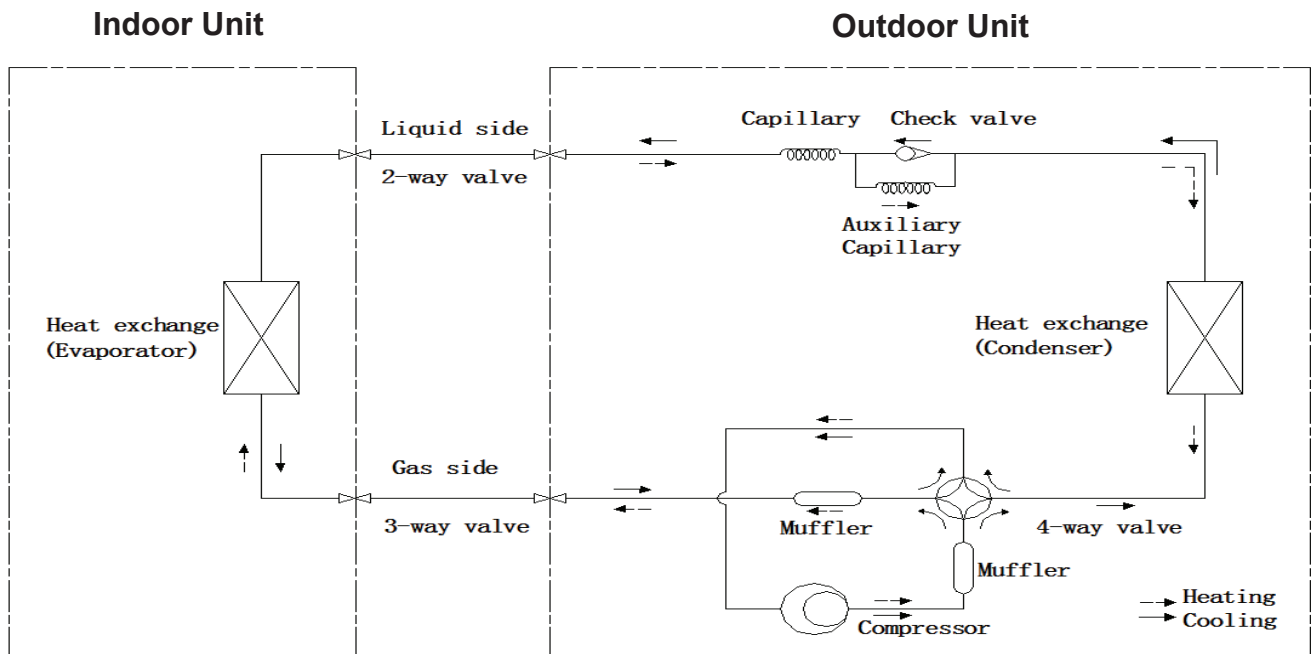 Indoor Unit
Outdoor Unit
Liquid side
2-way valve
Capillary
Check valve
Auxiliary
Capillary
Heat exchange
(Evaporator)
Heat exchange
(Condenser)
Gas side
3-way valve
Muffler
4-way valve
Muffler
Compressor
Heating
Cooling